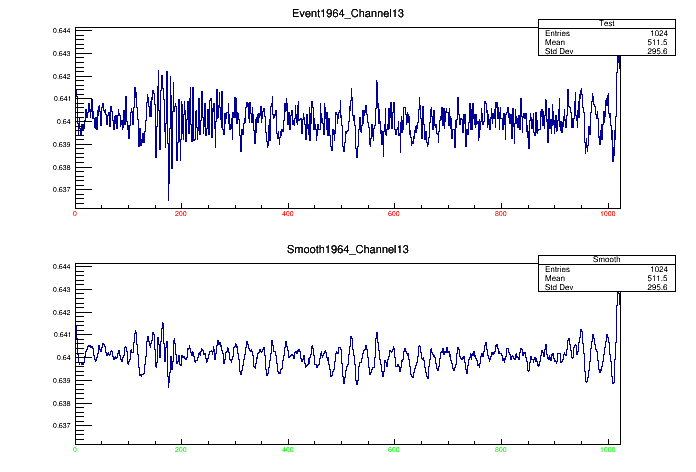 Event1964_Channel13
Test
Entries 1024
Mean 511.5
Std Dev 295.6
0.644
0.643
0.642
0.641
0.64
0.639
0.638
0.637
0 200 400 600 800 1000
Smooth1964_Channel13
Smooth
Entries 1024
Mean 511.5
Std Dev 295.6
0.644
0.643
0.642
0.641
0.64
0.639
0.638
0.637
0 200 400 600 800 1000